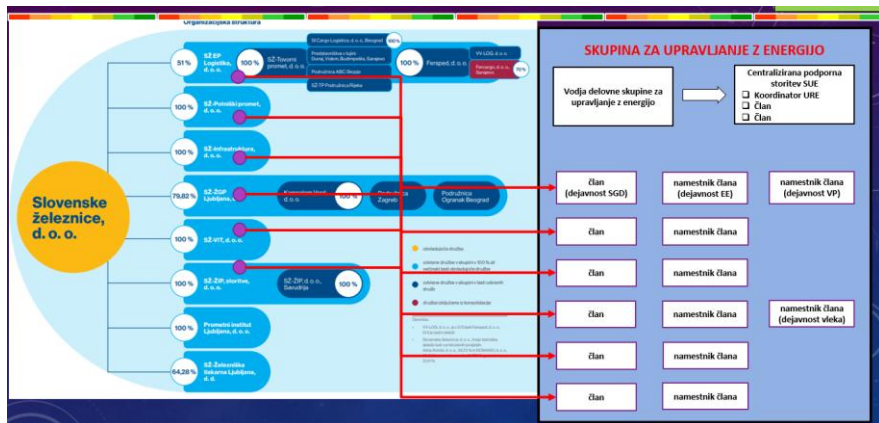 Organizacijska struktura
Slovenske
železnice,
d. o. o.
51 %
SŽ EP
Logistika,
d. o. o.
100 %
SŽ-Tovorni
promet, d. o. o.
SŽ Cargo Logistics, d. o. o., Beograd
100 %
Podružnica ABC Skopje
SŽ-TP Podružnica Rijeka
100 %
Fersped, d. o. o.
VV-LOG, d. o. o.
Sarajevo
100 %
SŽ-Potniški promet,
d. o. o.
100 %
SŽ-Infrastruktura,
d. o. o.
79,82 %
SŽ-ŽGP
Ljubljana, d. d.
d. o. o.
100 %
Podružnica
Zagreb
Podružnica
Ogranak Beograd
100 %
SŽ-VIT, d. o. o.
100 %
SŽ-ŽIP, storitve,
d. o. o.
SŽ-ŽIP, d. o. o.,
100 %
100 %
Prometni institut
Ljubljana, d. o. o.
64,28 %
SŽ-Železniška
tiskarna Ljubljana,
d. d.
obvladujoča družba
SKUPINA ZA UPRAVLJANJE Z ENERGIJO
Vodja delovne skupine za
upravljanje z energijo
Centralizirana podporna
storitev SUE
Koordinator URE
Član
Član
član
(dejavnost SGD)
namestnik člana
(dejavnost EE)
namestnik člana
(dejavnost VP)
član
namestnik člana
član
namestnik člana
član
namestnik člana
namestnik člana
(dejavnost vleka)
član
namestnik člana
član
namestnik člana